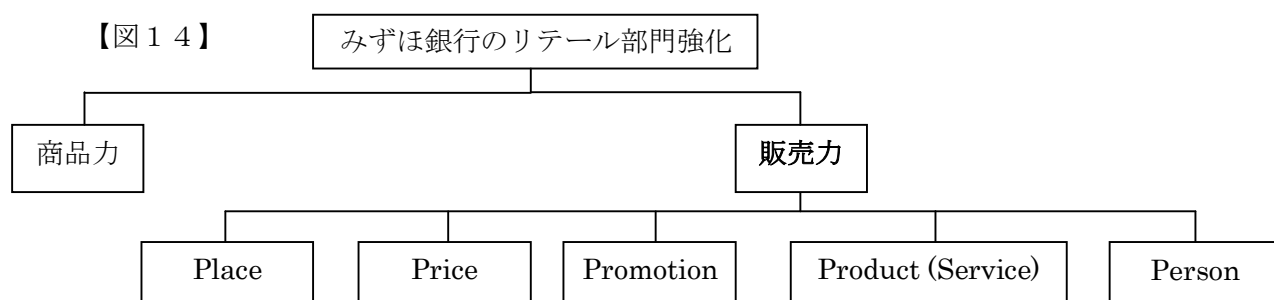 【図１４】
みずほ銀行のリテール部門強化
商品力
販売力
Place
Price
Promotion
Product (Service)
Person